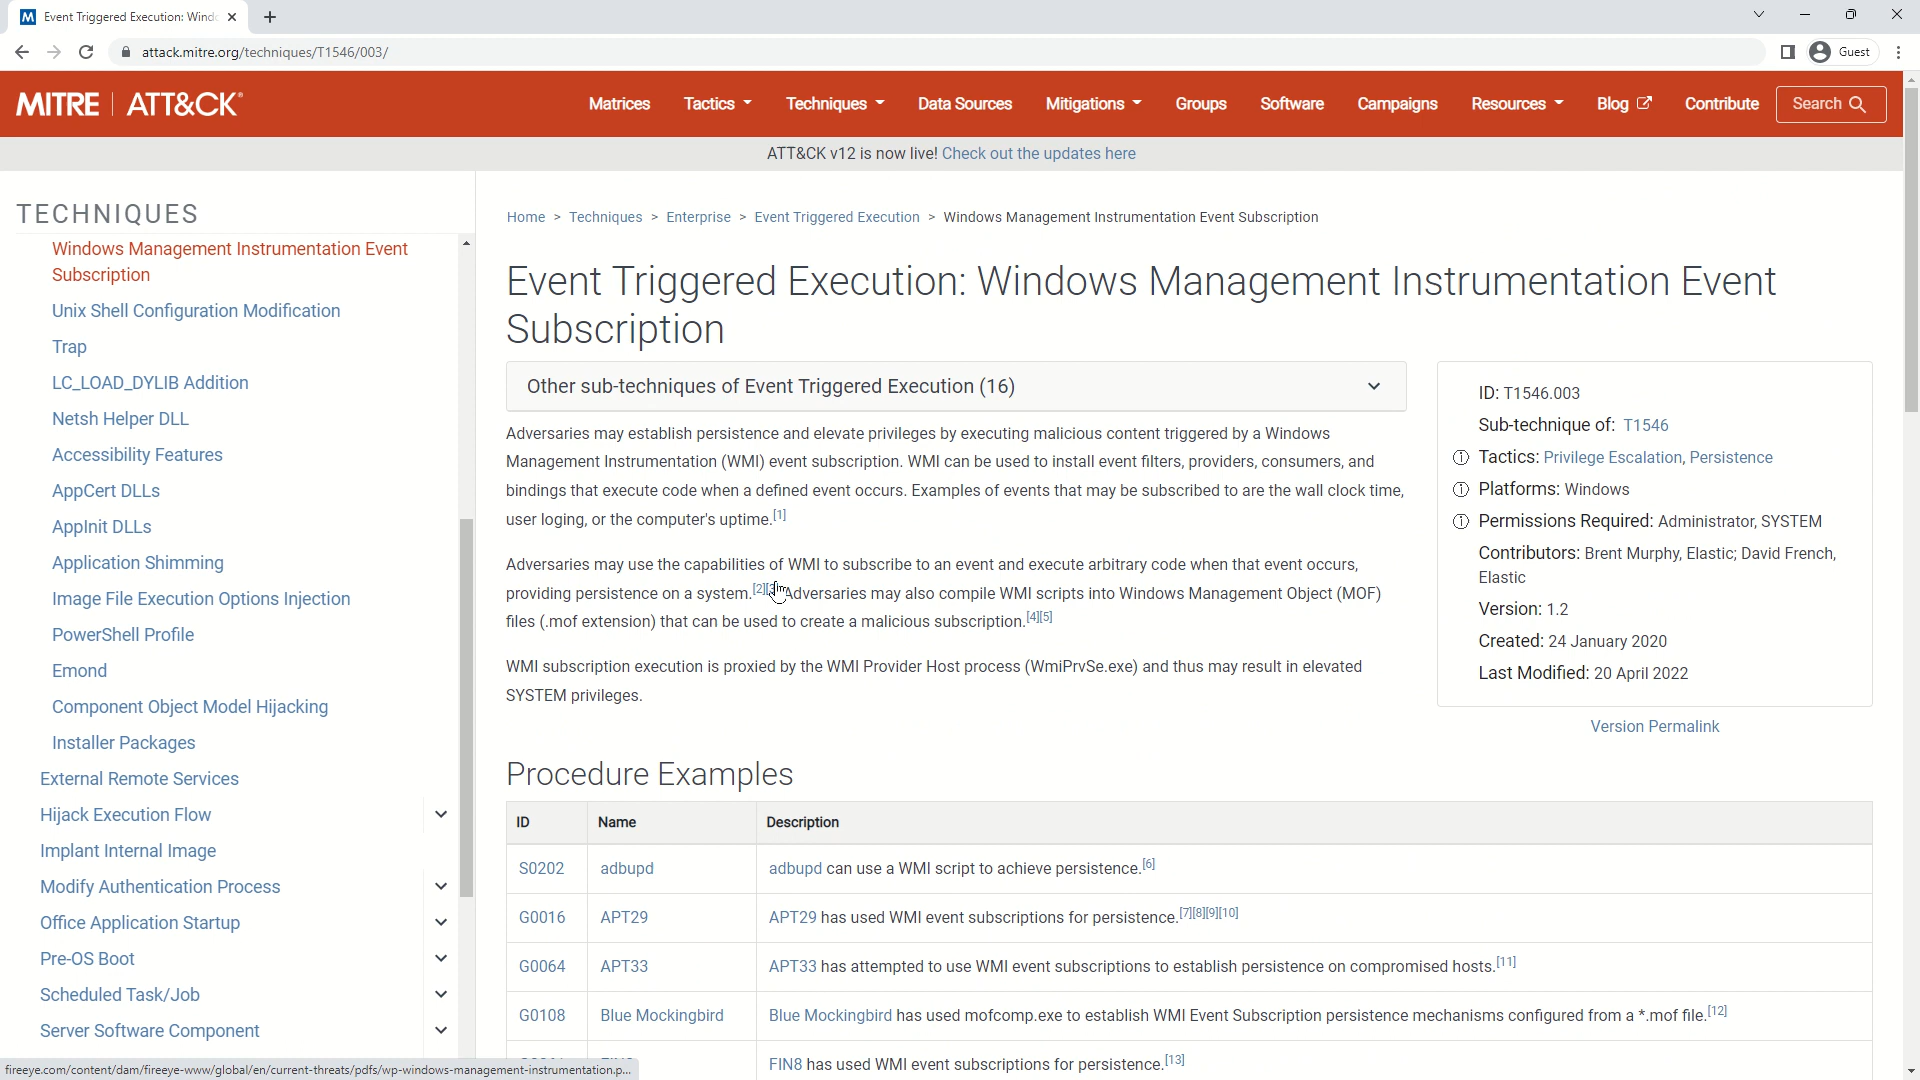 Event Triggered Execution: Wind
attack.mitre.org/techniques/T1546/003/
Guest
MITRE | ATT&CK®
Matrices
Tactics
Techniques
Data Sources
Mitigations
Groups
Software
Campaigns
Resources
Blog
Contribute
Search
ATT&CK v12 is now live! Check out the updates here
TECHNIQUES
Windows Management Instrumentation Event
Subscription
Unix Shell Configuration Modification
Trap
LC_LOAD_DYLIB Addition
Netsh Helper DLL
Accessibility Features
AppCert DLLs
AppInit DLLs
Application Shimming
Image File Execution Options Injection
PowerShell Profile
Emond
Component Object Model Hijacking
Installer Packages
External Remote Services
Hijack Execution Flow
Implant Internal Image
Modify Authentication Process
Office Application Startup
Pre-OS Boot
Scheduled Task/Job
Server Software Component
Home > Techniques > Enterprise > Event Triggered Execution > Windows Management Instrumentation Event Subscription
Event Triggered Execution: Windows Management Instrumentation Event
Subscription
Other sub-techniques of Event Triggered Execution (16)
Adversaries may establish persistence and elevate privileges by executing malicious content triggered by a Windows
Management Instrumentation (WMI) event subscription. WMI can be used to install event filters, providers, consumers, and
bindings that execute code when a defined event occurs. Examples of events that may be subscribed to are the wall clock time,
user loging, or the computer's uptime.[1]
Adversaries may use the capabilities of WMI to subscribe to an event and execute arbitrary code when that event occurs,
providing persistence on a system.[2] Adversaries may also compile WMI scripts into Windows Management Object (MOF)
files (.mof extension) that can be used to create a malicious subscription.[4][5]
WMI subscription execution is proxied by the WMI Provider Host process (WmiPrvSe.exe) and thus may result in elevated
SYSTEM privileges.
ID: T1546.003
Sub-technique of: T1546
Tactics: Privilege Escalation, Persistence
Platforms: Windows
Permissions Required: Administrator, SYSTEM
Contributors: Brent Murphy, Elastic; David French,
Elastic
Version: 1.2
Created: 24 January 2020
Last Modified: 20 April 2022
Version Permalink
Procedure Examples
ID Name Description
S0202 adbupd adbupd can use a WMI script to achieve persistence.[6]
G0016 APT29 APT29 has used WMI event subscriptions for persistence.[7][8][9][10]
G0064 APT33 APT33 has attempted to use WMI event subscriptions to establish persistence on compromised hosts.[11]
G0108 Blue Mockingbird Blue Mockingbird has used mofcomp.exe to establish WMI Event Subscription persistence mechanisms configured from a *.mof file.[12]
FIN8 has used WMI event subscriptions for persistence.[13]
fireeye.com/content/dam/fireeye-www/global/en/current-threats/pdfs/wp-windows-management-instrumentation.p...